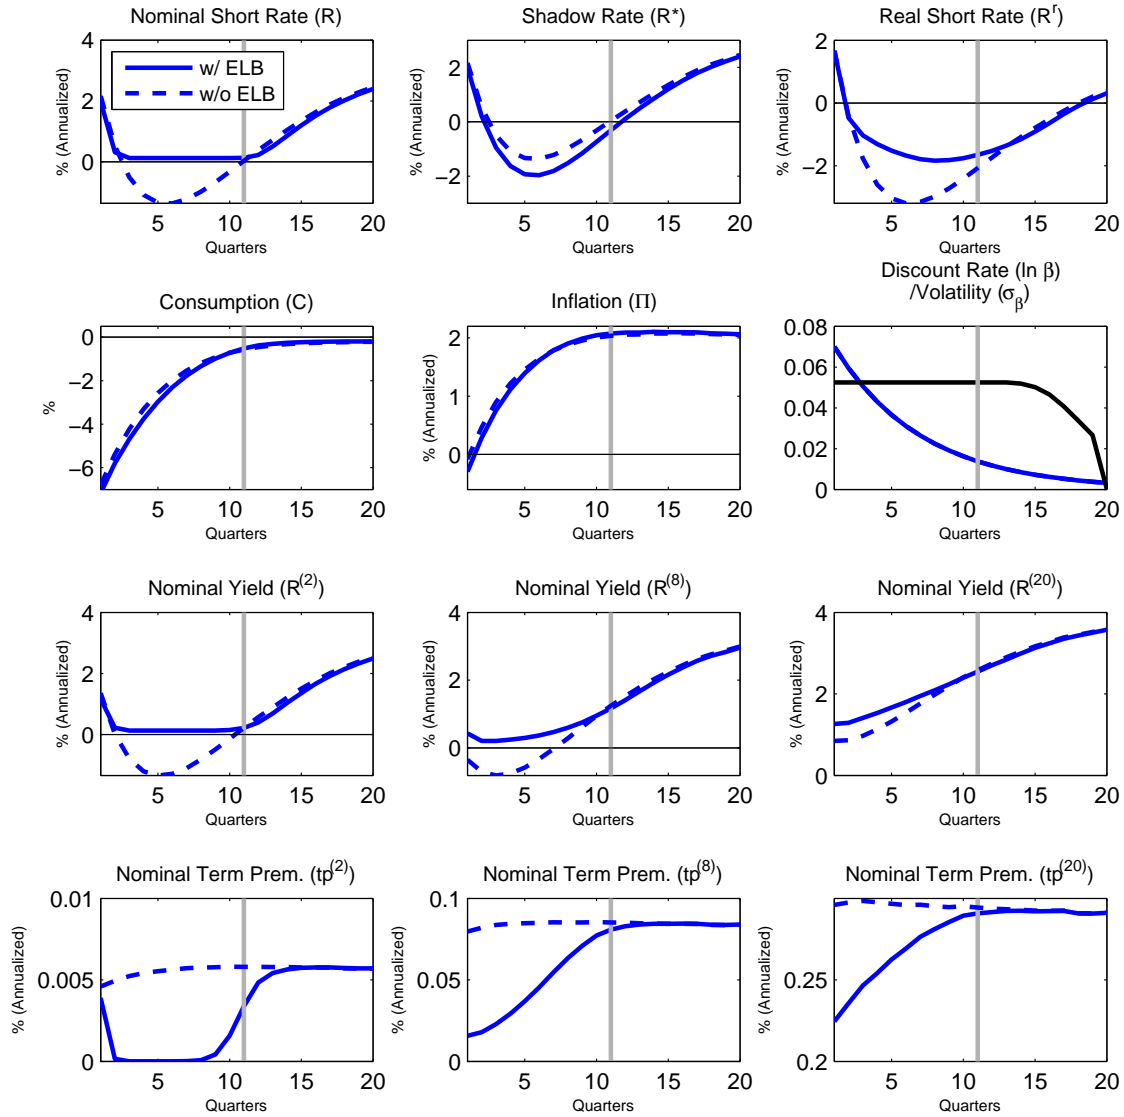 Nominal Short Rate (R)
4
2
0
% (Annualized)
w/ ELB
w/o ELB
5 10 15 20
Quarters
Shadow Rate (R*)
2
0
−2
% (Annualized)
5 10 15 20
Quarters
Real Short Rate (Rʳ)
2
0
−2
% (Annualized)
5 10 15 20
Quarters
Consumption (C)
0
−2
−4
−6
%
5 10 15 20
Quarters
Inflation (Π)
2
1
0
% (Annualized)
5 10 15 20
Quarters
Discount Rate (ln β)
/Volatility (σβ)
0.08
0.06
0.04
0.02
0
5 10 15 20
Quarters
Nominal Yield (R(2))
4
2
0
% (Annualized)
5 10 15 20
Quarters
Nominal Yield (R(8))
4
2
0
% (Annualized)
5 10 15 20
Quarters
Nominal Yield (R(20))
4
2
0
% (Annualized)
5 10 15 20
Quarters
Nominal Term Prem. (tp(2))
0.01
0.005
0
% (Annualized)
5 10 15 20
Quarters
Nominal Term Prem. (tp(8))
0.1
0.05
0
% (Annualized)
5 10 15 20
Quarters
Nominal Term Prem. (tp(20))
0.25
0.2
% (Annualized)
5 10 15 20
Quarters